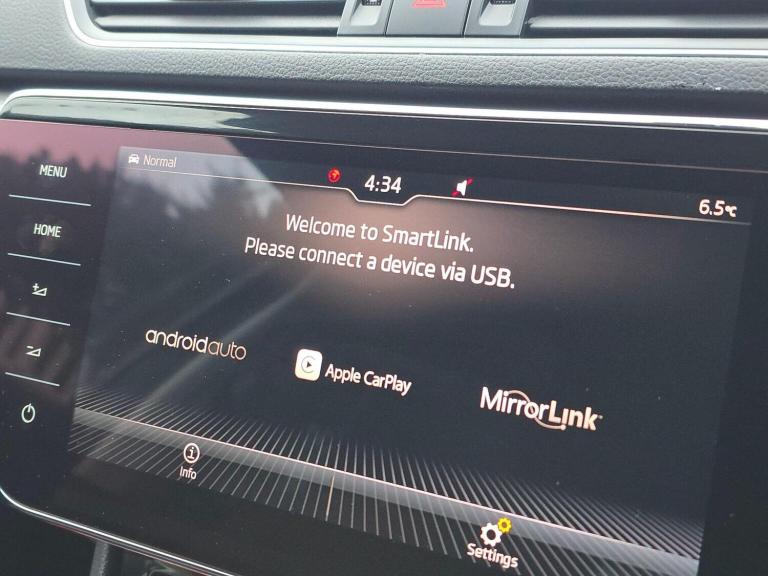 Normal
4:34
6.5°C
MENU
HOME
Welcome to SmartLink.
Please connect a device via USB.
androidauto
Apple CarPlay
MirrorLink™
Info
Settings